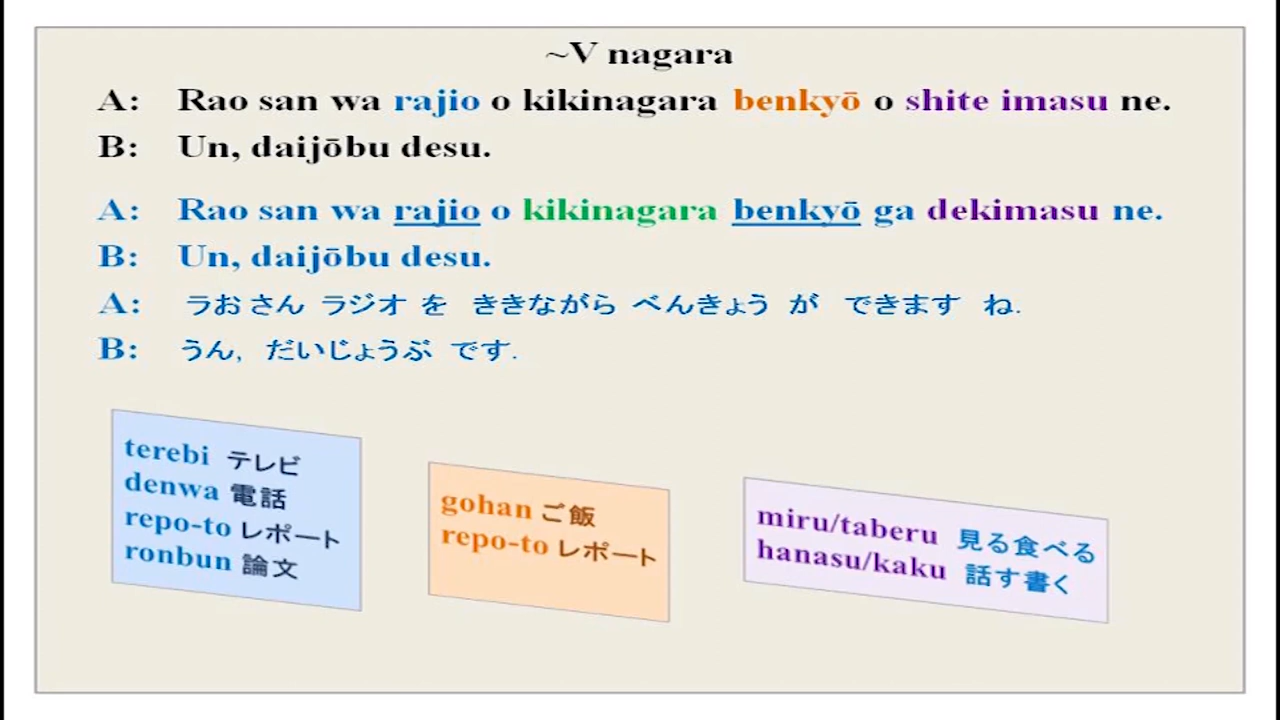 ~V nagara
A: Rao san wa rajio o kikinagara benkyō o shite imasu ne.
B: Un, daijōbu desu.
A: Rao san wa rajio o kikinagara benkyō ga dekimasu ne.
B: Un, daijōbu desu.
A: ラおさん ラジオ を ききながら べんきょう が できます ね.
B: うん, だいじょうぶ です.
terebi テレビ
denwa 電話
repo-to レポート
ronbun 論文
gohan ご飯
repo-to レポート
miru/taberu 見る食べる
hanasu/kaku 話す書く